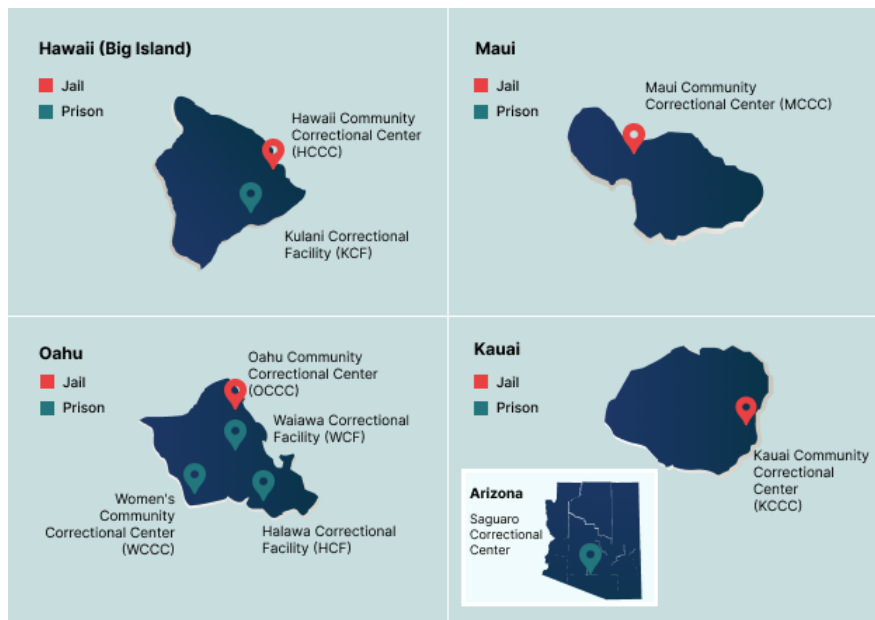 Hawaii (Big Island)
Jail
Prison
Hawaii Community
Correctional Center
(HCCC)
Kulani Correctional
Facility (KCF)
Maui
Jail
Prison
Maui Community
Correctional Center (MCCC)
Oahu
Jail
Prison
Oahu Community
Correctional Center
(OCCC)
Waiawa Correctional
Facility (WCF)
Women's
Community
Correctional Center
(WCCC)
Halawa Correctional
Facility (HCF)
Kauai
Jail
Prison
Kauai Community
Correctional
Center
(KCCC)
Arizona
Saguaro
Correctional
Center